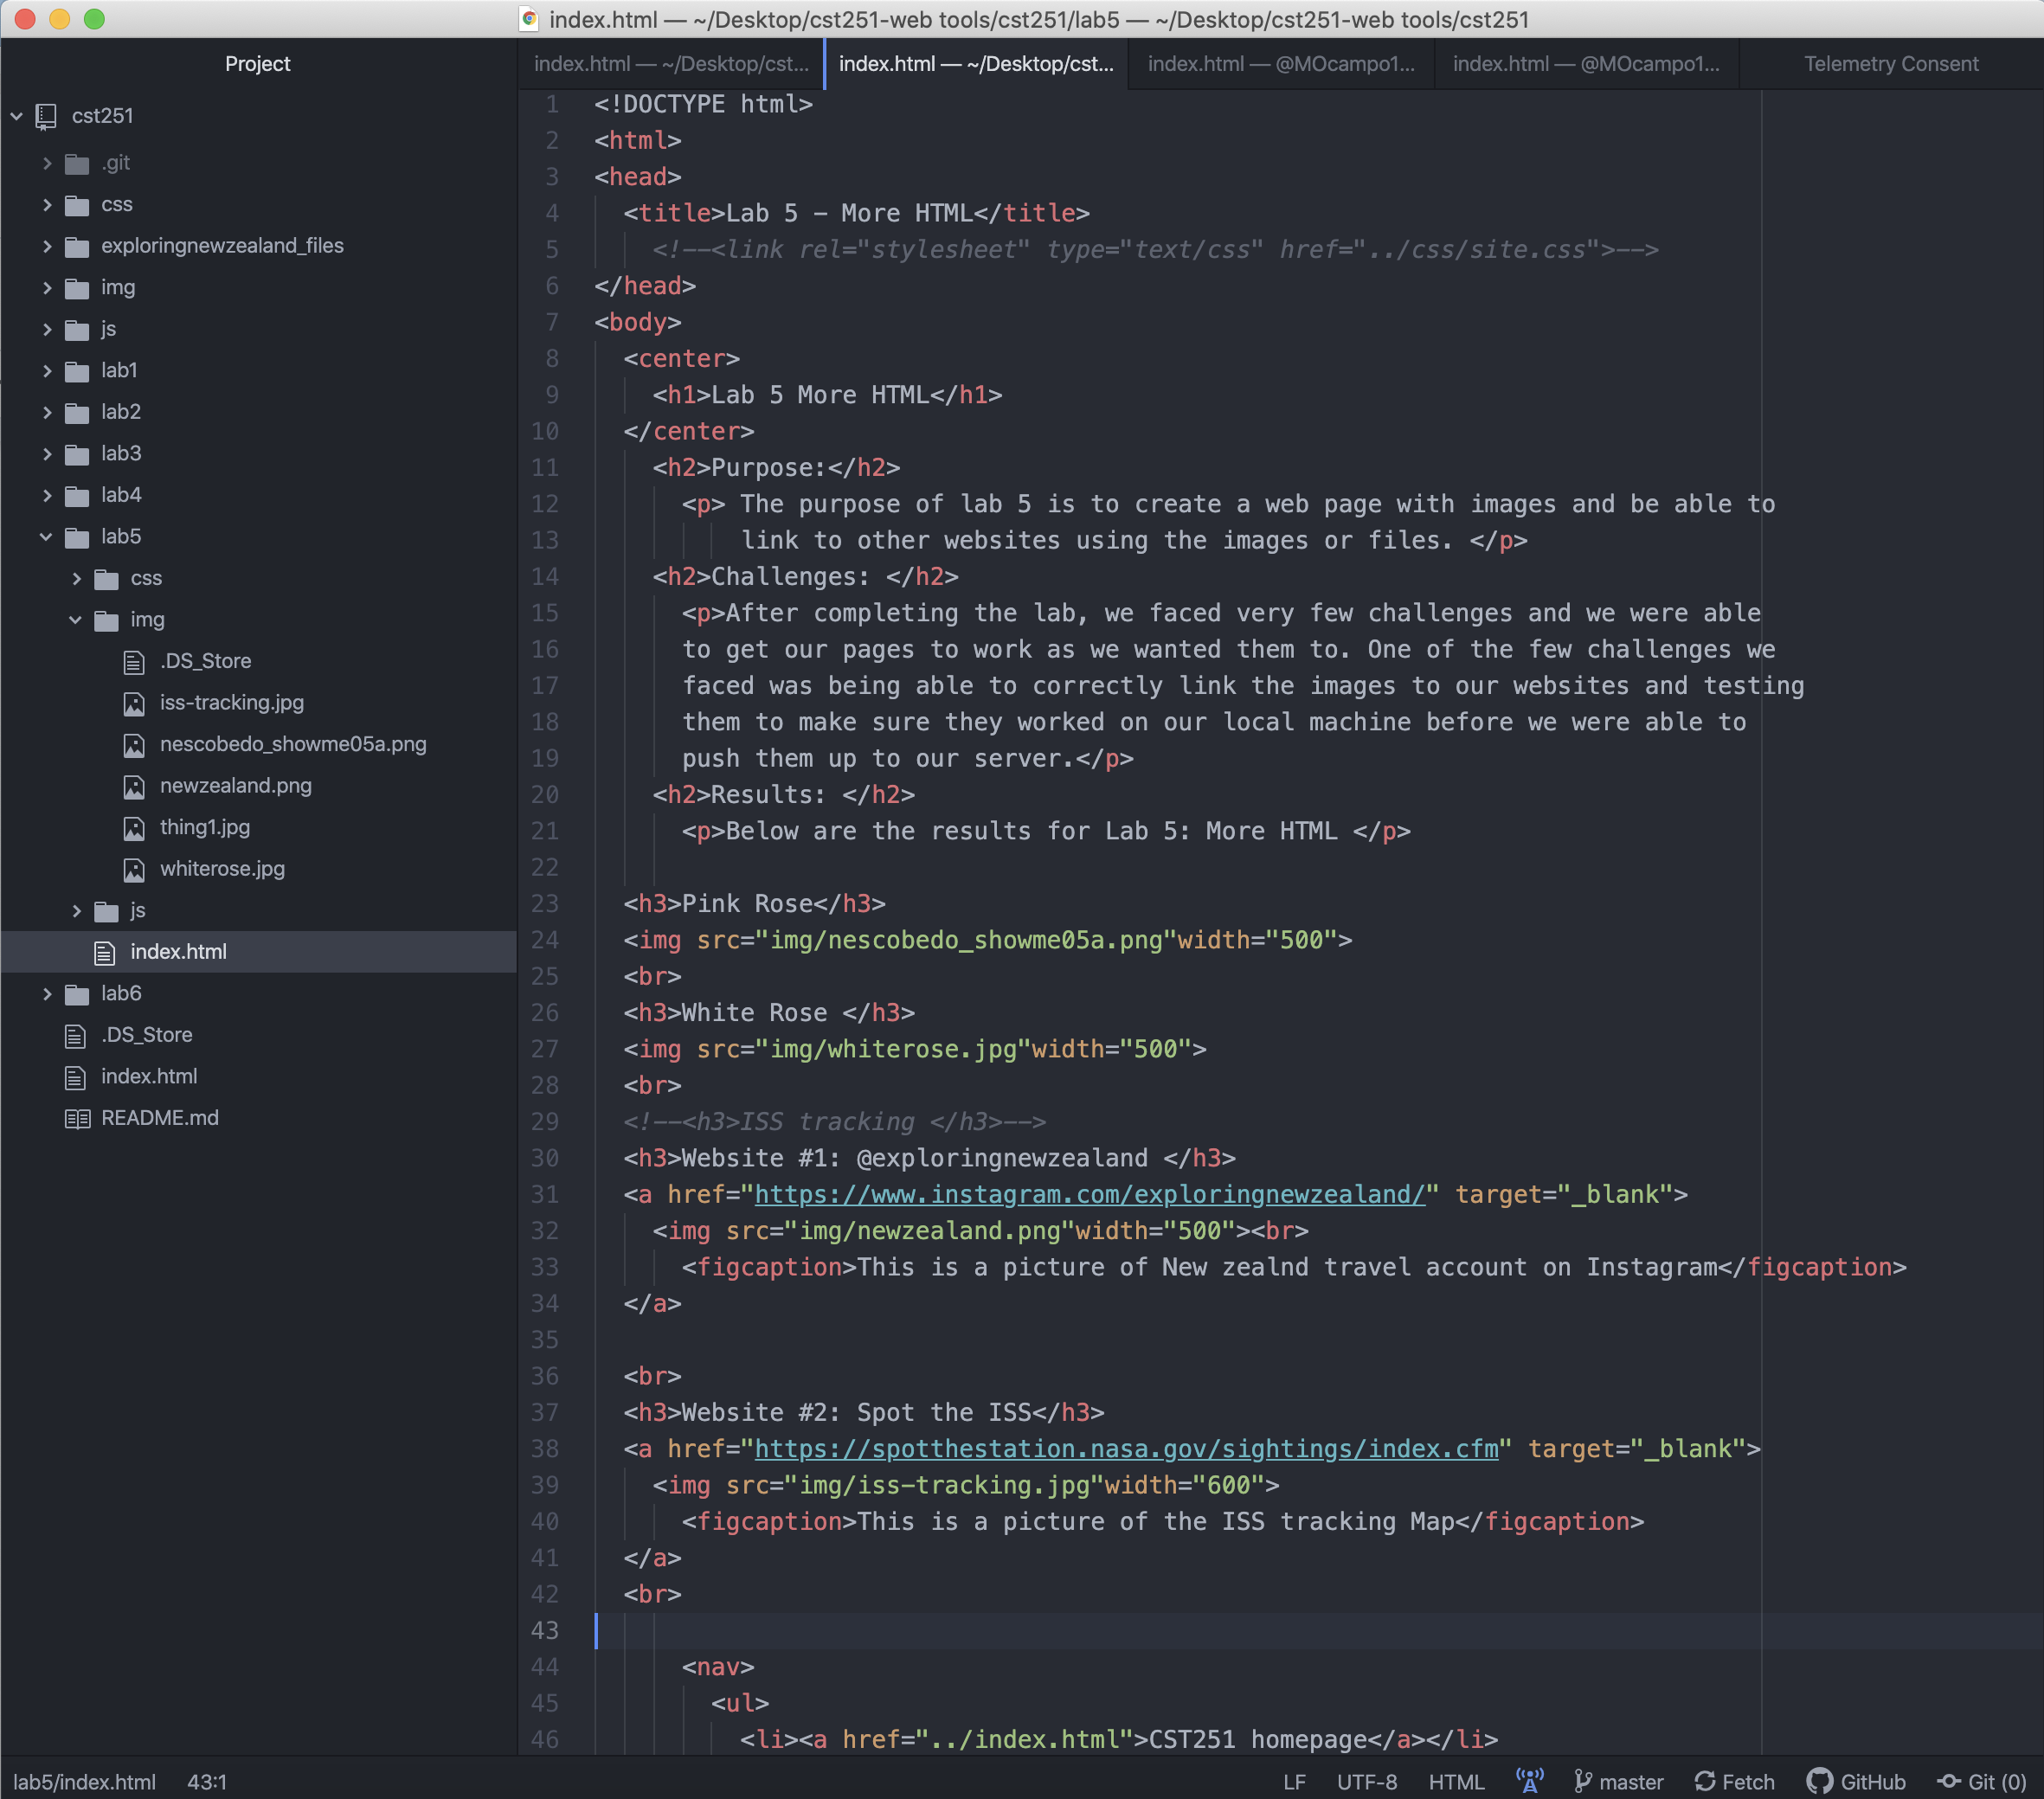 index.html — ~/Desktop/cst251-web tools/cst251/lab5 — ~/Desktop/cst251-web tools/cst251
Project
cst251
.git
css
exploringnewzealand_files
img
js
lab1
lab2
lab3
lab4
lab5
css
img
.DS_Store
iss-tracking.jpg
nescobedo_showme05a.png
newzealand.png
thing1.jpg
whiterose.jpg
js
index.html
lab6
.DS_Store
index.html
README.md
index.html — ~/Desktop/cst... index.html — ~/Desktop/cst... index.html — @MOcampo1... index.html — @MOcampo1... Telemetry Consent
1 <!DOCTYPE html>
2 <html>
3 <head>
4 <title>Lab 5 - More HTML</title>
5 <!--<link rel="stylesheet" type="text/css" href="../css/site.css">-->
6 </head>
7 <body>
8 <center>
9 <h1>Lab 5 More HTML</h1>
10 </center>
11 <h2>Purpose:</h2>
12 <p> The purpose of lab 5 is to create a web page with images and be able to
13 link to other websites using the images or files. </p>
14 <h2>Challenges: </h2>
15 <p>After completing the lab, we faced very few challenges and we were able
16 to get our pages to work as we wanted them to. One of the few challenges we
17 faced was being able to correctly link the images to our websites and testing
18 them to make sure they worked on our local machine before we were able to
19 push them up to our server.</p>
20 <h2>Results: </h2>
21 <p>Below are the results for Lab 5: More HTML </p>
22
23 <h3>Pink Rose</h3>
24 <img src="img/nescobedo_showme05a.png"width="500">
25 <br>
26 <h3>White Rose </h3>
27 <img src="img/whiterose.jpg"width="500">
28 <br>
29 <!--<h3>ISS tracking </h3>-->
30 <h3>Website #1: @exploringnewzealand </h3>
31 <a href="https://www.instagram.com/exploringnewzealand/" target="_blank">
32 <img src="img/newzealand.png"width="500"><br>
33 <figcaption>This is a picture of New zealnd travel account on Instagram</figcaption>
34 </a>
35
36 <br>
37 <h3>Website #2: Spot the ISS</h3>
38 <a href="https://spotthestation.nasa.gov/sightings/index.cfm" target="_blank">
39 <img src="img/iss-tracking.jpg"width="600">
40 <figcaption>This is a picture of the ISS tracking Map</figcaption>
41 </a>
42 <br>
43
44 <nav>
45 <ul>
46 <li><a href="../index.html">CST251 homepage</a></li>
lab5/index.html 43:1 LF UTF-8 HTML master Fetch GitHub Git (0)